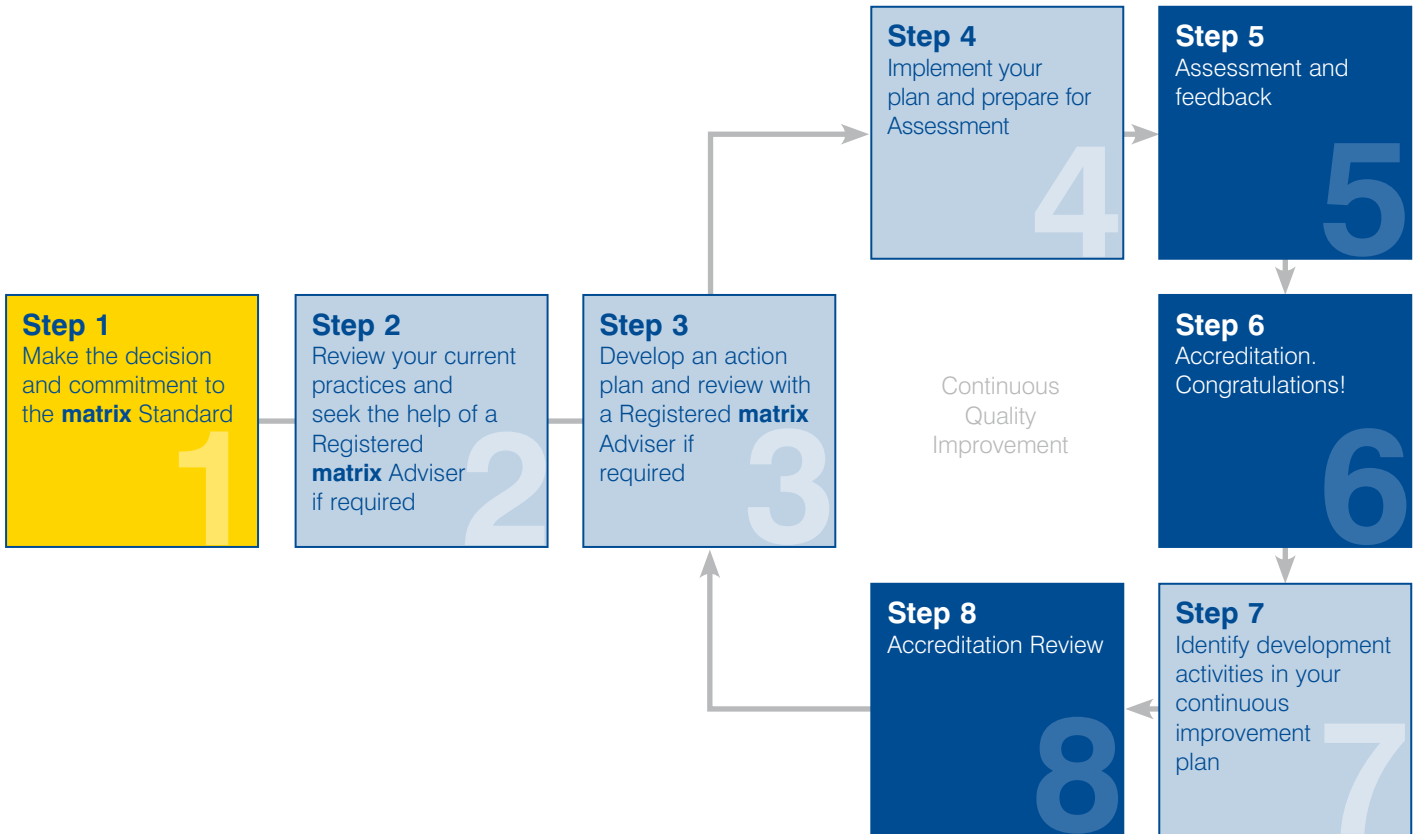 Step 1
Make the decision
and commitment to
the matrix Standard
1
Step 2
Review your current
practices and
seek the help of a
Registered
matrix Adviser
if required
2
Step 3
Develop an action
plan and review with
a Registered matrix
Adviser if
required
3
Step 4
Implement your
plan and prepare for
Assessment
4
Step 5
Assessment and
feedback
5
Step 6
Accreditation.
Congratulations!
6
Step 7
Identify development
activities in your
continuous
improvement
plan
7
Step 8
Accreditation Review
8
Continuous
Quality
Improvement